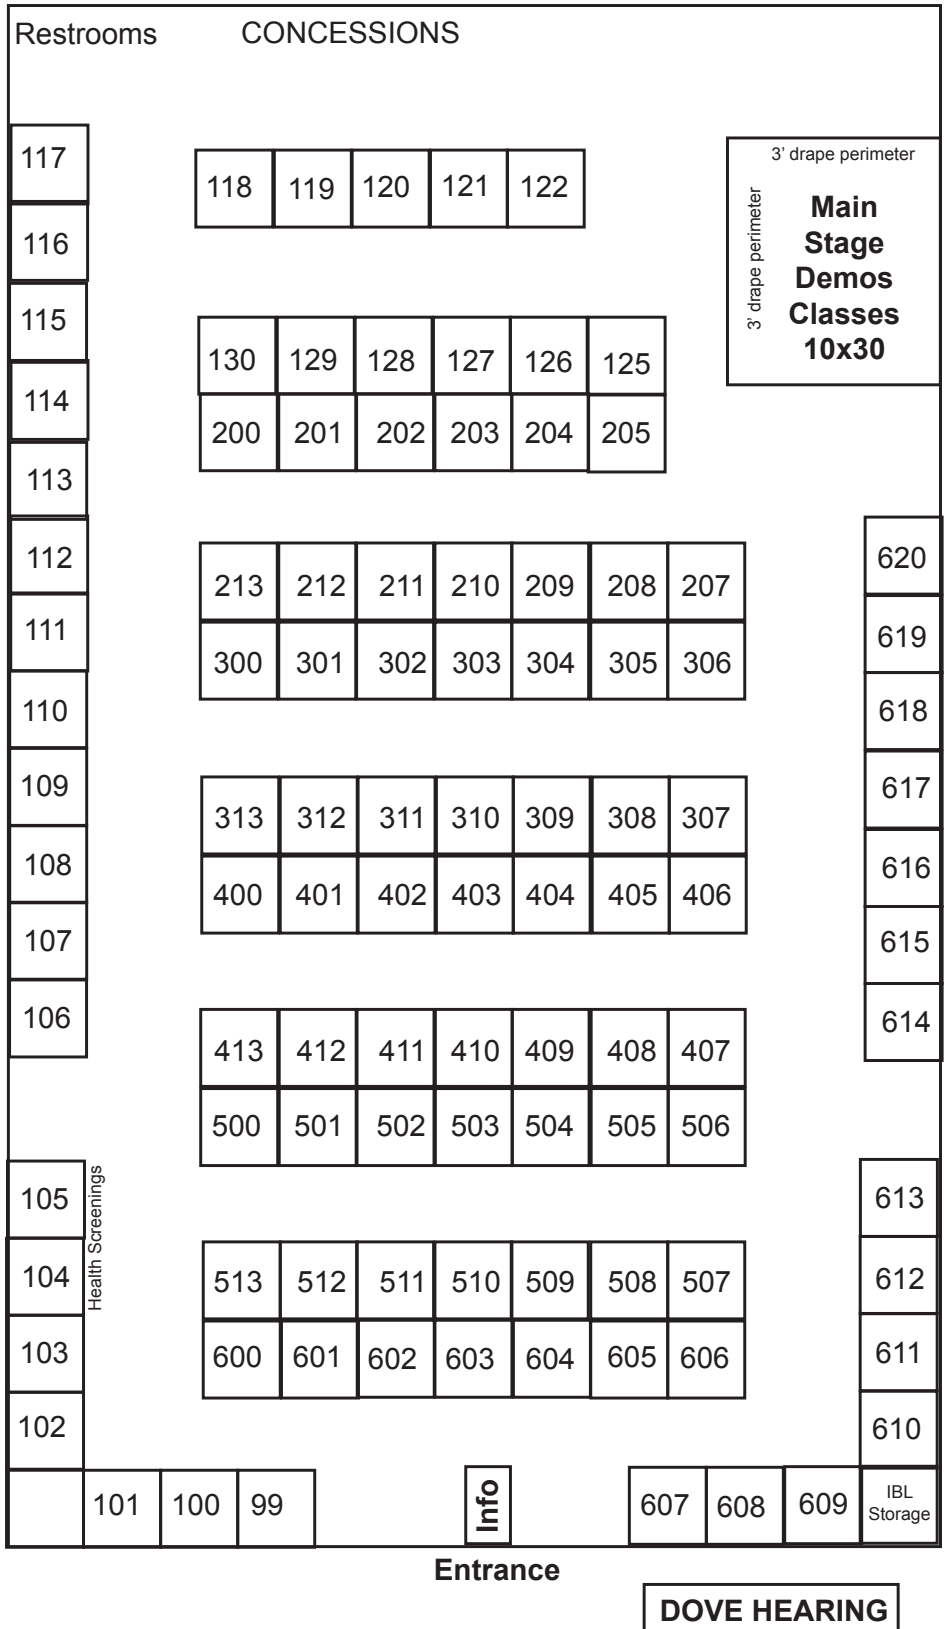 Restrooms CONCESSIONS
117
116
115
114
113
112
111
110
109
108
107
106
105
104
103
102
Health Screenings
118 119 120 121 122
3' drape perimeter
3' drape perimeter
Main
Stage
Demos
Classes
10x30
130 129 128 127 126 125
200 201 202 203 204 205
213 212 211 210 209 208 207
300 301 302 303 304 305 306
313 312 311 310 309 308 307
400 401 402 403 404 405 406
413 412 411 410 409 408 407
500 501 502 503 504 505 506
513 512 511 510 509 508 507
600 601 602 603 604 605 606
620
619
618
617
616
615
614
613
612
611
610
101 100 99
Info
607 608 609
IBL
Storage
Entrance
DOVE HEARING